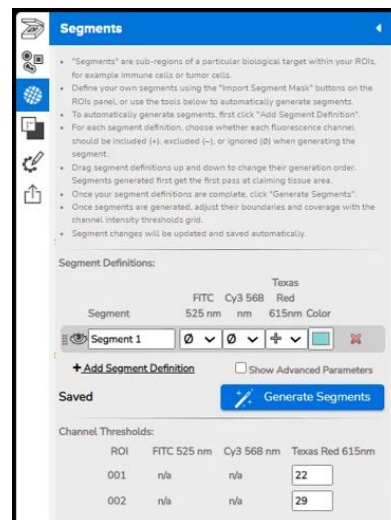 Segments
• "Segments" are sub-regions of a particular biological target within your ROIs,
for example immune cells or tumor cells.
• Define your own segments using the "Import Segment Mask" buttons on the
ROIs panel, or use the tools below to automatically generate segments.
• To automatically generate segments, first click "Add Segment Definition".
• For each segment definition, choose whether each fluorescence channel
should be included (+), excluded (−), or ignored (Ø) when generating the
segment.
• Drag segment definitions up and down to change their generation order.
Segments generated first get the first pass at claiming tissue area.
• Once your segment definitions are complete, click "Generate Segments".
• Once segments are generated, adjust their boundaries and coverage with the
channel intensity thresholds grid.
• Segment changes will be updated and saved automatically.
Segment Definitions:
Texas
FITC Cy3 568 Red
Segment 525 nm nm 615nm Color
Segment 1 Ø Ø +
+ Add Segment Definition Show Advanced Parameters
Saved Generate Segments
Channel Thresholds:
ROI FITC 525 nm Cy3 568 nm Texas Red 615nm
001 n/a n/a 22
002 n/a n/a 29